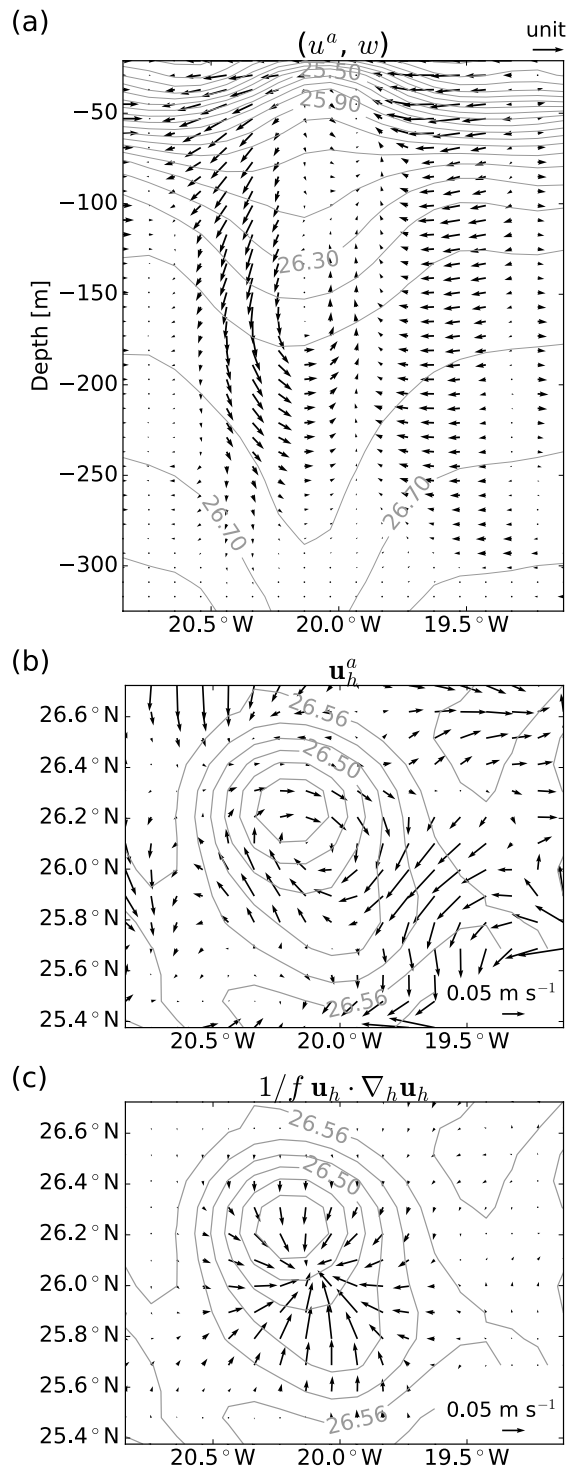 (a)
(uᵃ, w)
unit
25.50
25.90
26.30
26.70
26.70
−50
−100
−150
−200
−250
−300
Depth [m]
20.5°W
20.0°W
19.5°W
(b)
𝐮ₕᵃ
26.6°N
26.4°N
26.2°N
26.0°N
25.8°N
25.6°N
25.4°N
26.56
26.50
26.56
0.05 m s⁻¹
20.5°W
20.0°W
19.5°W
(c)
1/f 𝐮ₕ · ∇ₕ𝐮ₕ
26.6°N
26.4°N
26.2°N
26.0°N
25.8°N
25.6°N
25.4°N
26.56
26.50
26.56
0.05 m s⁻¹
20.5°W
20.0°W
19.5°W